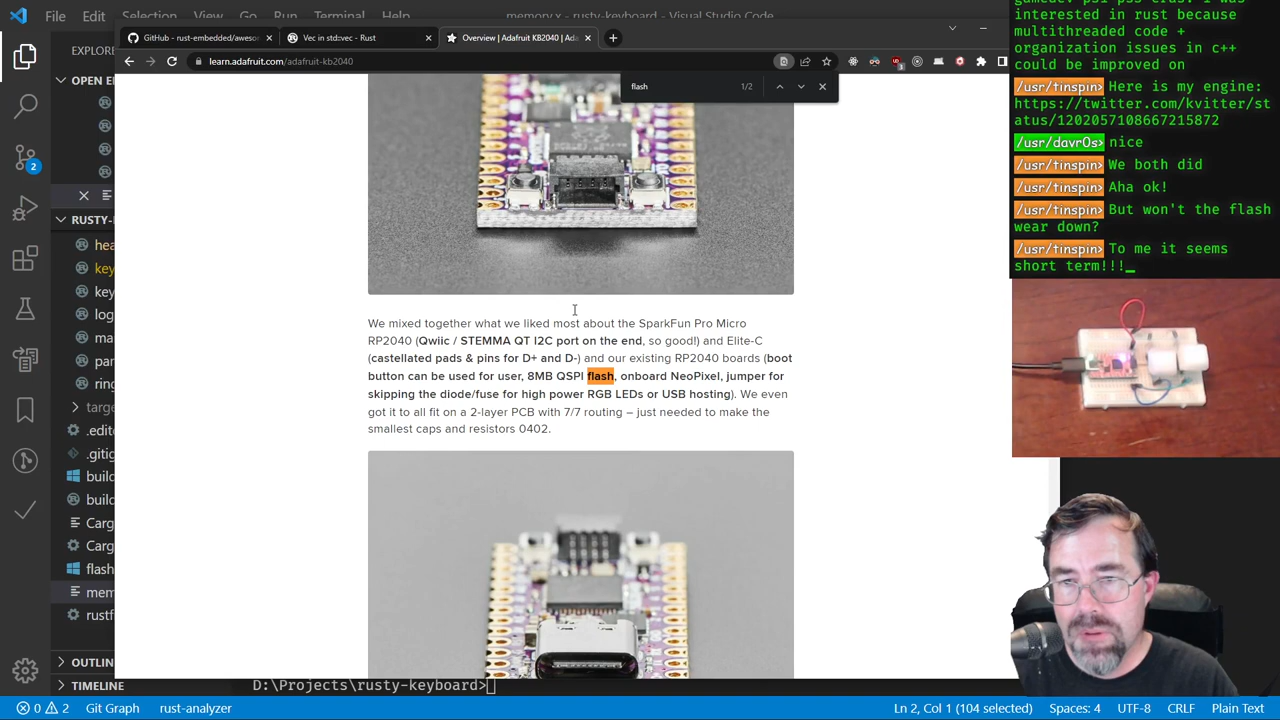 File Edit Selection View Go Run Terminal Help memory.x - rusty-keyboard - Visual Studio Code
GitHub - rust-embedded/aweso
Vec in std::vec - Rust
Overview | Adafruit KB2040 | Ada
learn.adafruit.com/adafruit-kb2040
flash 1/2
EXPLOR
OPEN E
RUSTY-
hea
key
key
log
ma
par
rin
targe
.edito
.gitig
build
build
Carg
Carg
flash
mem
rustf
OUTLIN
TIMELINE
2
3
We mixed together what we liked most about the SparkFun Pro Micro
RP2040 (Qwiic / STEMMA QT I2C port on the end, so good!) and Elite-C
(castellated pads & pins for D+ and D-) and our existing RP2040 boards (boot
button can be used for user, 8MB QSPI flash, onboard NeoPixel, jumper for
skipping the diode/fuse for high power RGB LEDs or USB hosting). We even
got it to all fit on a 2-layer PCB with 7/7 routing – just needed to make the
smallest caps and resistors 0402.
D:\Projects\rusty-keyboard>
interested in rust because
multithreaded code +
organization issues in c++
could be improved on
/usr/tinspin> Here is my engine:
https://twitter.com/kvitter/st
atus/1202057108667215872
/usr/davr0s> nice
/usr/tinspin> We both did
/usr/tinspin> Aha ok!
/usr/tinspin> But won't the flash
wear down?
/usr/tinspin> To me it seems
short term!!!_
0 2 Git Graph rust-analyzer Ln 2, Col 1 (104 selected) Spaces: 4 UTF-8 CRLF Plain Text